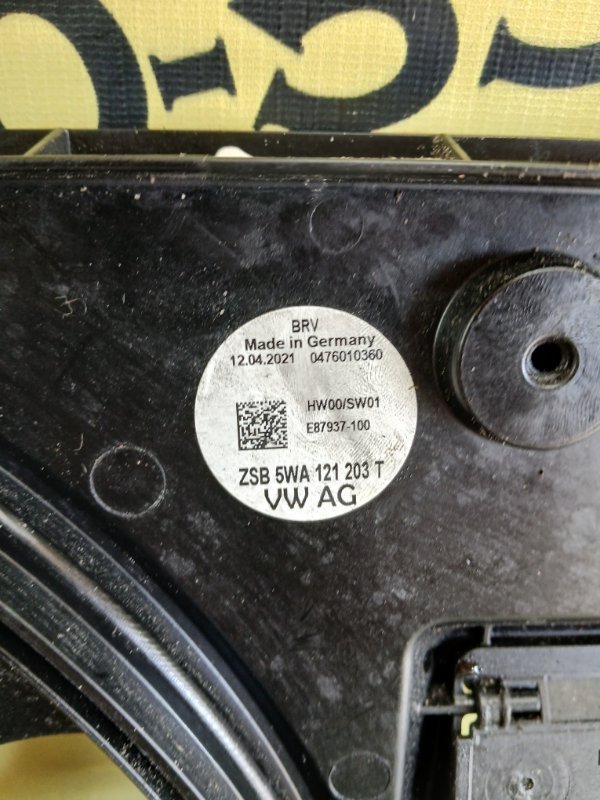 BRV
Made in Germany
12.04.2021 0476010360
HW00/SW01
E87937-100
ZSB 5WA 121 203 T
VW AG